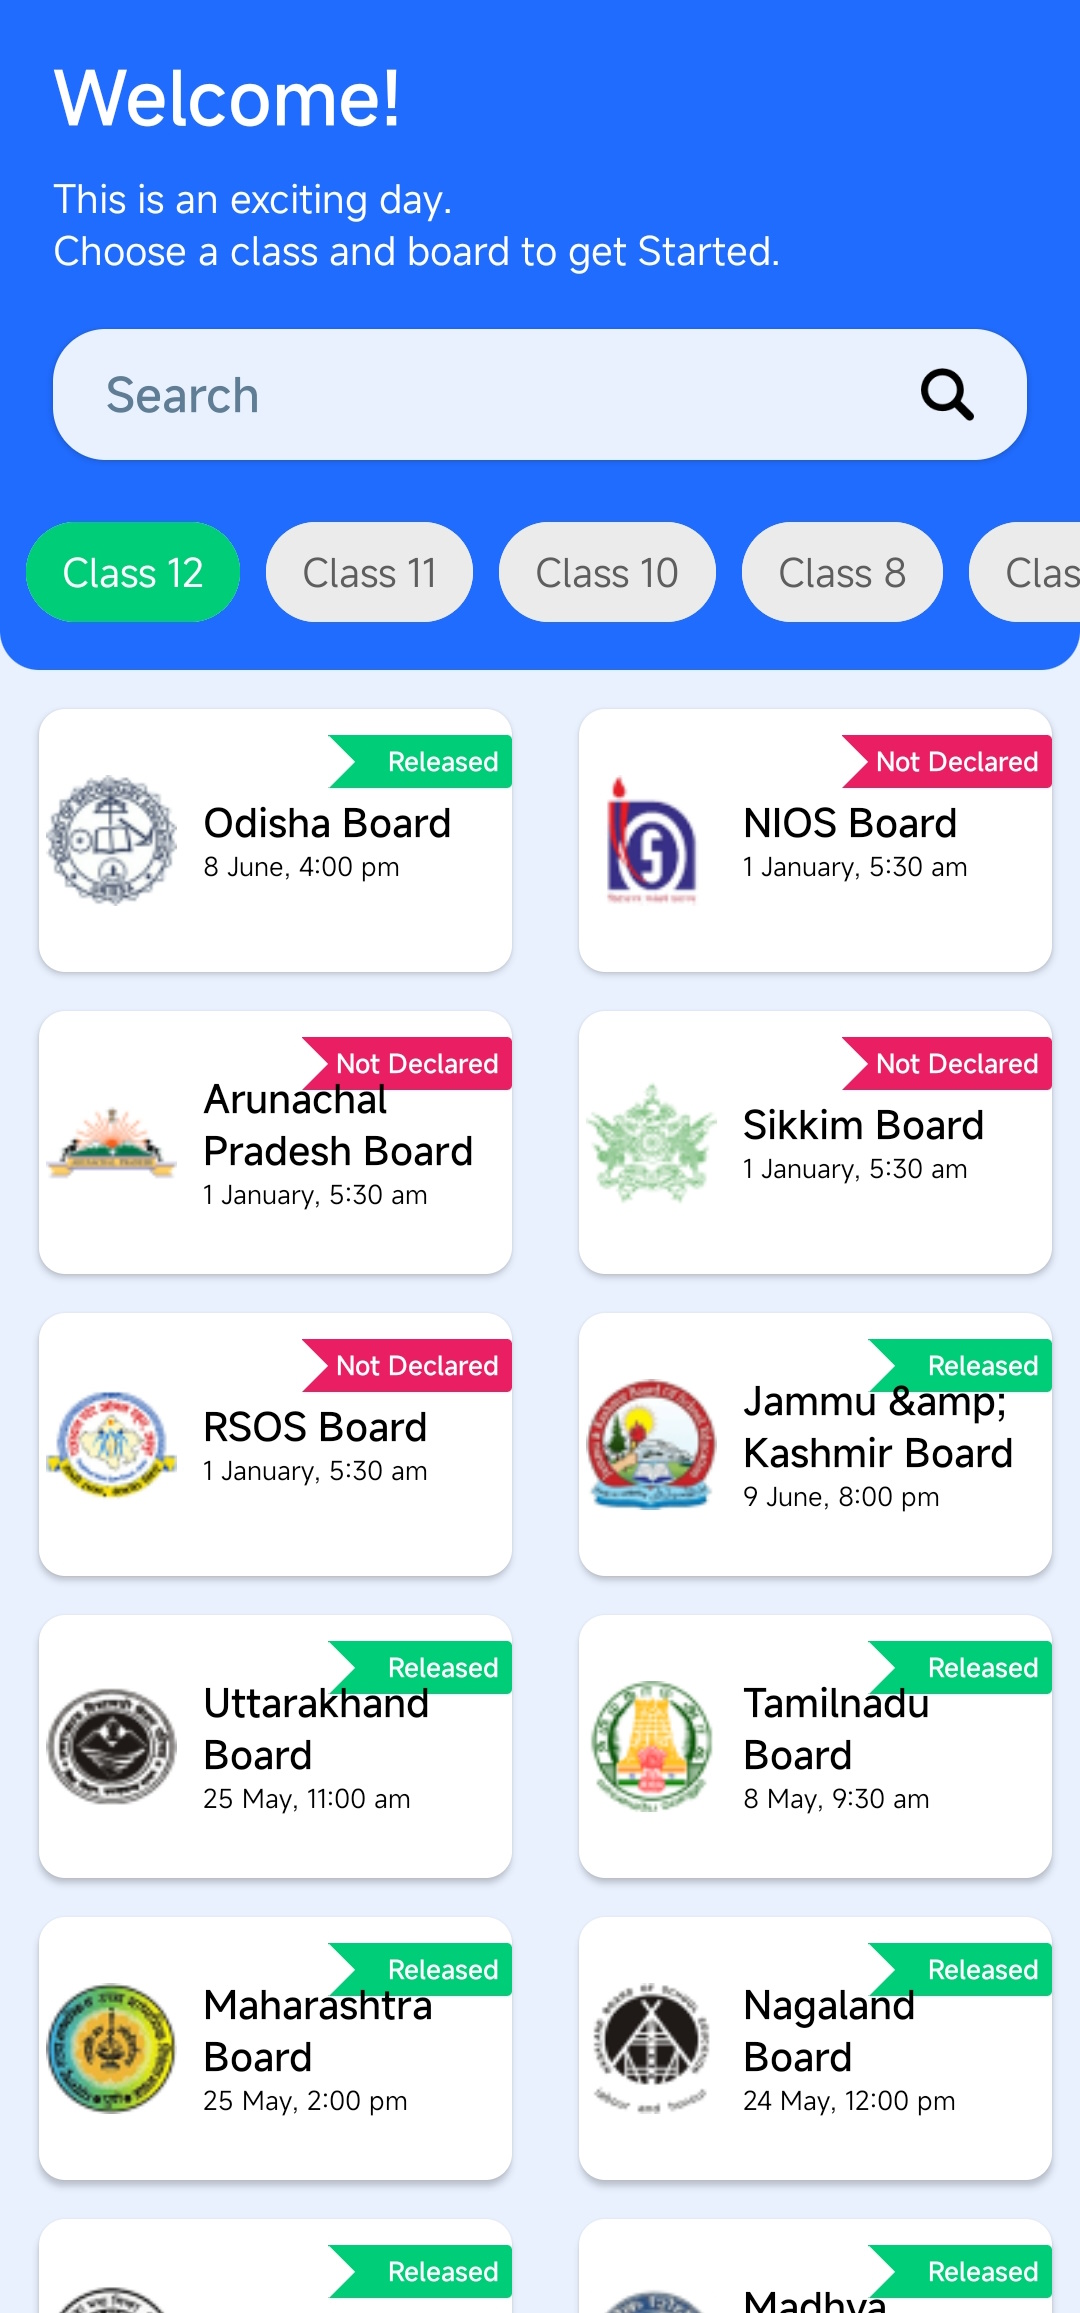 Welcome!
This is an exciting day.
Choose a class and board to get Started.
Search
Class 12
Class 11
Class 10
Class 8
Clas
Released
Odisha Board
8 June, 4:00 pm
Not Declared
NIOS Board
1 January, 5:30 am
Not Declared
Arunachal
Pradesh Board
1 January, 5:30 am
Not Declared
Sikkim Board
1 January, 5:30 am
Not Declared
RSOS Board
1 January, 5:30 am
Released
Jammu &amp;amp;
Kashmir Board
9 June, 8:00 pm
Released
Uttarakhand
Board
25 May, 11:00 am
Released
Tamilnadu
Board
8 May, 9:30 am
Released
Maharashtra
Board
25 May, 2:00 pm
Released
Nagaland
Board
24 May, 12:00 pm
Released
Released
Madhya